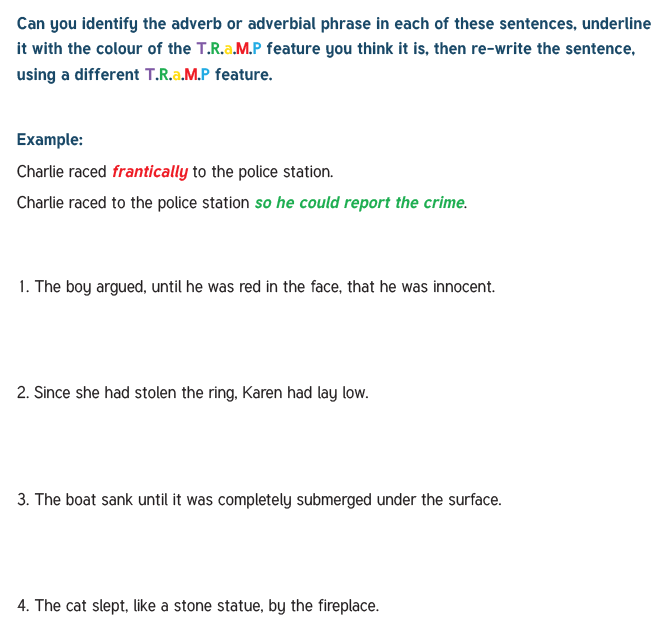 Can you identify the adverb or adverbial phrase in each of these sentences, underline
it with the colour of the T.R.a.M.P feature you think it is, then re-write the sentence,
using a different T.R.a.M.P feature.
Example:
Charlie raced frantically to the police station.
Charlie raced to the police station so he could report the crime.
1. The boy argued, until he was red in the face, that he was innocent.
2. Since she had stolen the ring, Karen had lay low.
3. The boat sank until it was completely submerged under the surface.
4. The cat slept, like a stone statue, by the fireplace.